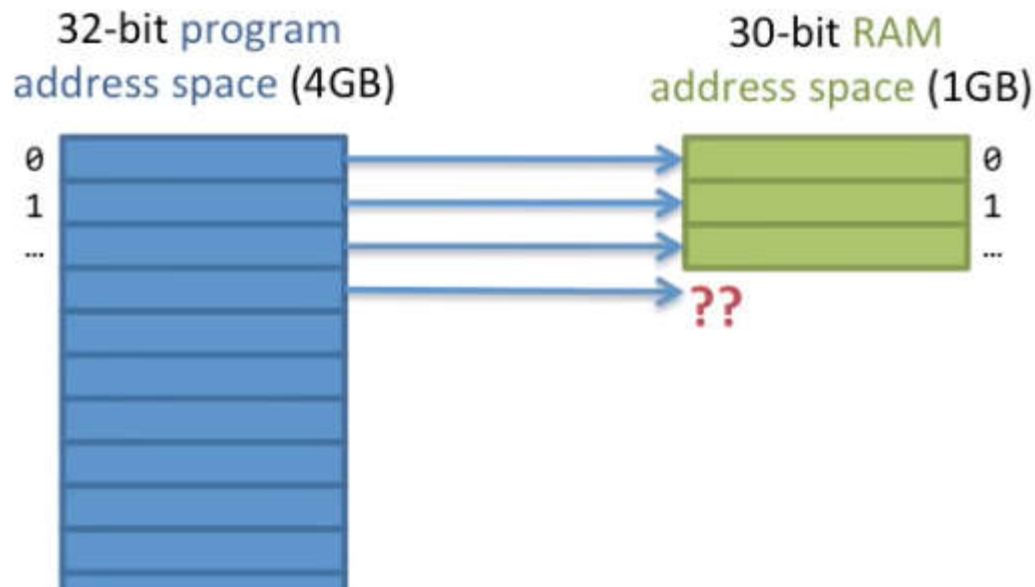 32-bit program
address space (4GB)
30-bit RAM
address space (1GB)
0
1
…
0
1
…
??